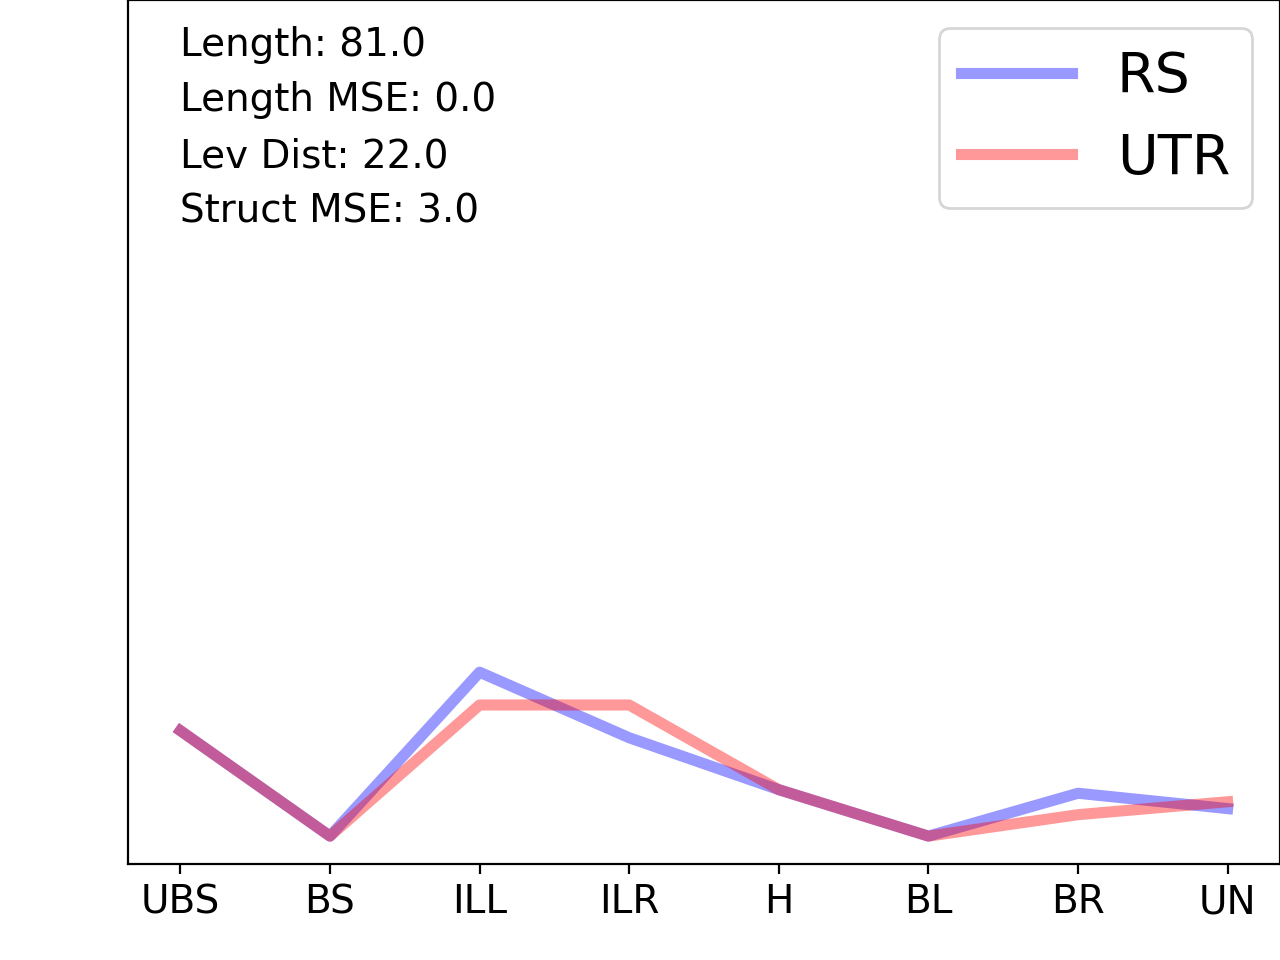 Length: 81.0
Length MSE: 0.0
Lev Dist: 22.0
Struct MSE: 3.0
RS
UTR
UBS BS ILL ILR H BL BR UN